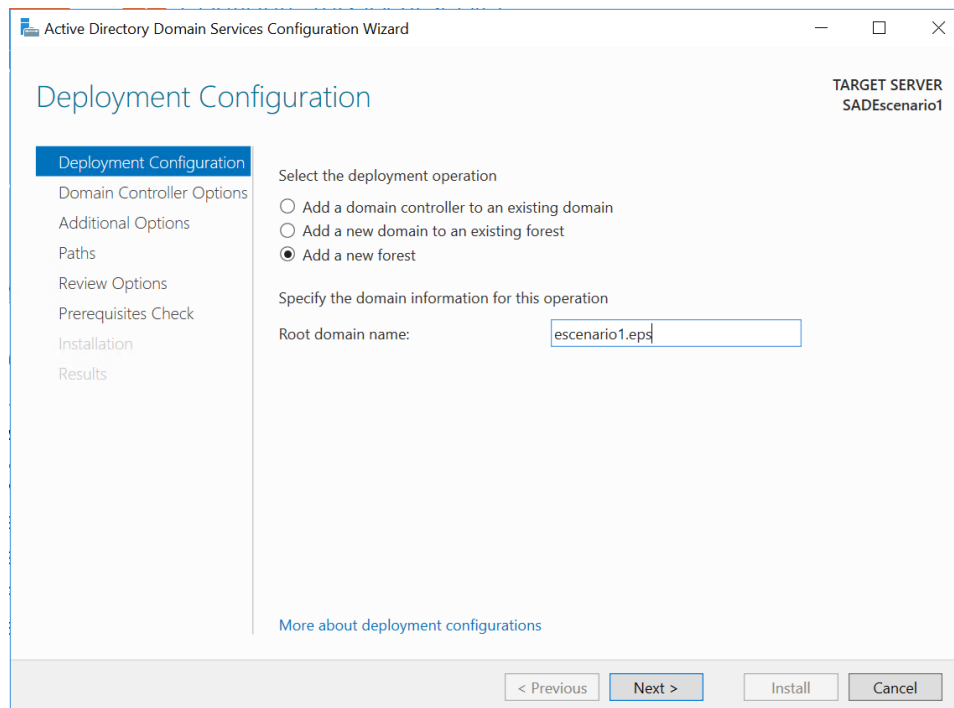 Active Directory Domain Services Configuration Wizard
Deployment Configuration
TARGET SERVER
SADEscenario1
Deployment Configuration
Domain Controller Options
Additional Options
Paths
Review Options
Prerequisites Check
Installation
Results
Select the deployment operation
Add a domain controller to an existing domain
Add a new domain to an existing forest
Add a new forest
Specify the domain information for this operation
Root domain name: escenario1.eps
More about deployment configurations
< Previous Next > Install Cancel